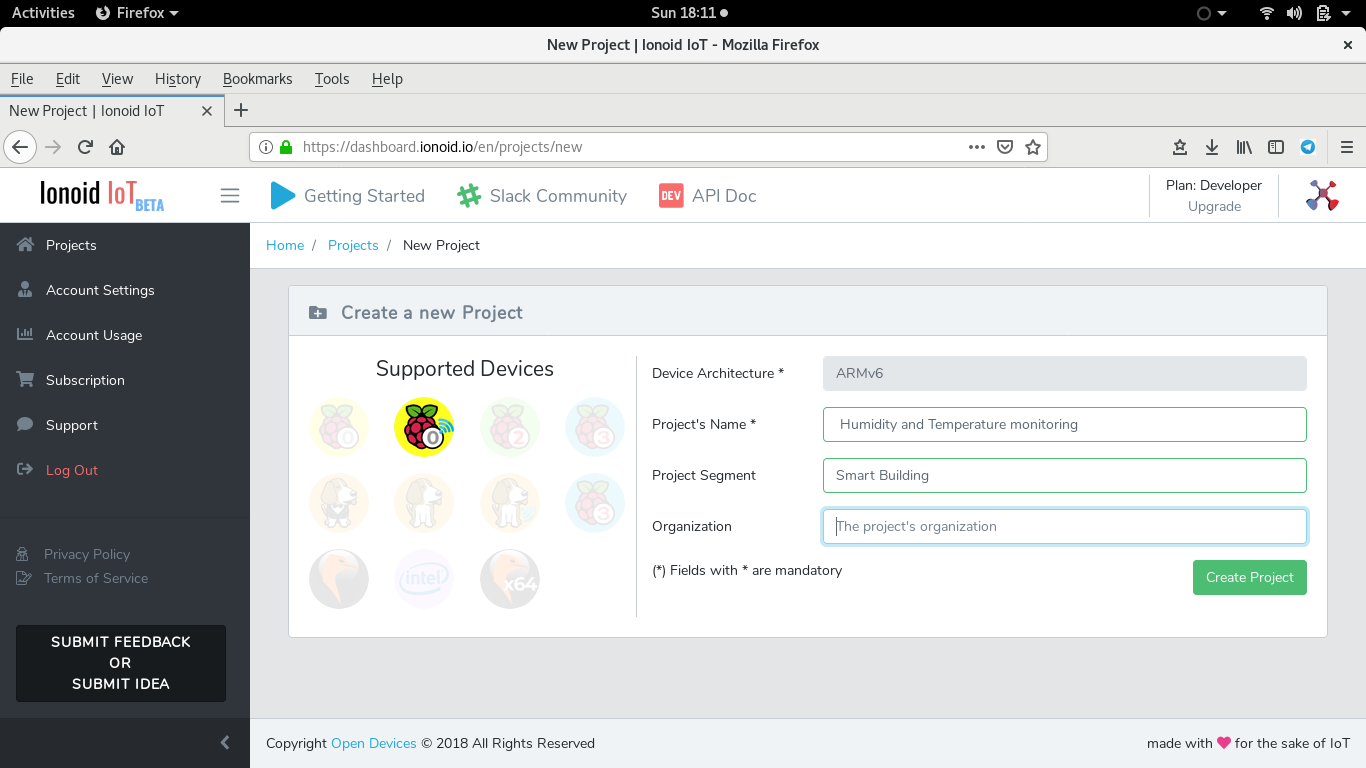 Activities Firefox Sun 18:11
New Project | Ionoid IoT - Mozilla Firefox
File Edit View History Bookmarks Tools Help
New Project | Ionoid IoT
https://dashboard.ionoid.io/en/projects/new
Ionoid IoT BETA
Getting Started
Slack Community
DEV API Doc
Plan: Developer
Upgrade
Projects
Account Settings
Account Usage
Subscription
Support
Log Out
Privacy Policy
Terms of Service
SUBMIT FEEDBACK
OR
SUBMIT IDEA
Home / Projects / New Project
Create a new Project
Supported Devices
0 0 2 3
3
intel x64
Device Architecture * ARMv6
Project's Name * Humidity and Temperature monitoring
Project Segment Smart Building
Organization The project's organization
(*) Fields with * are mandatory
Create Project
Copyright Open Devices © 2018 All Rights Reserved
made with ❤ for the sake of IoT